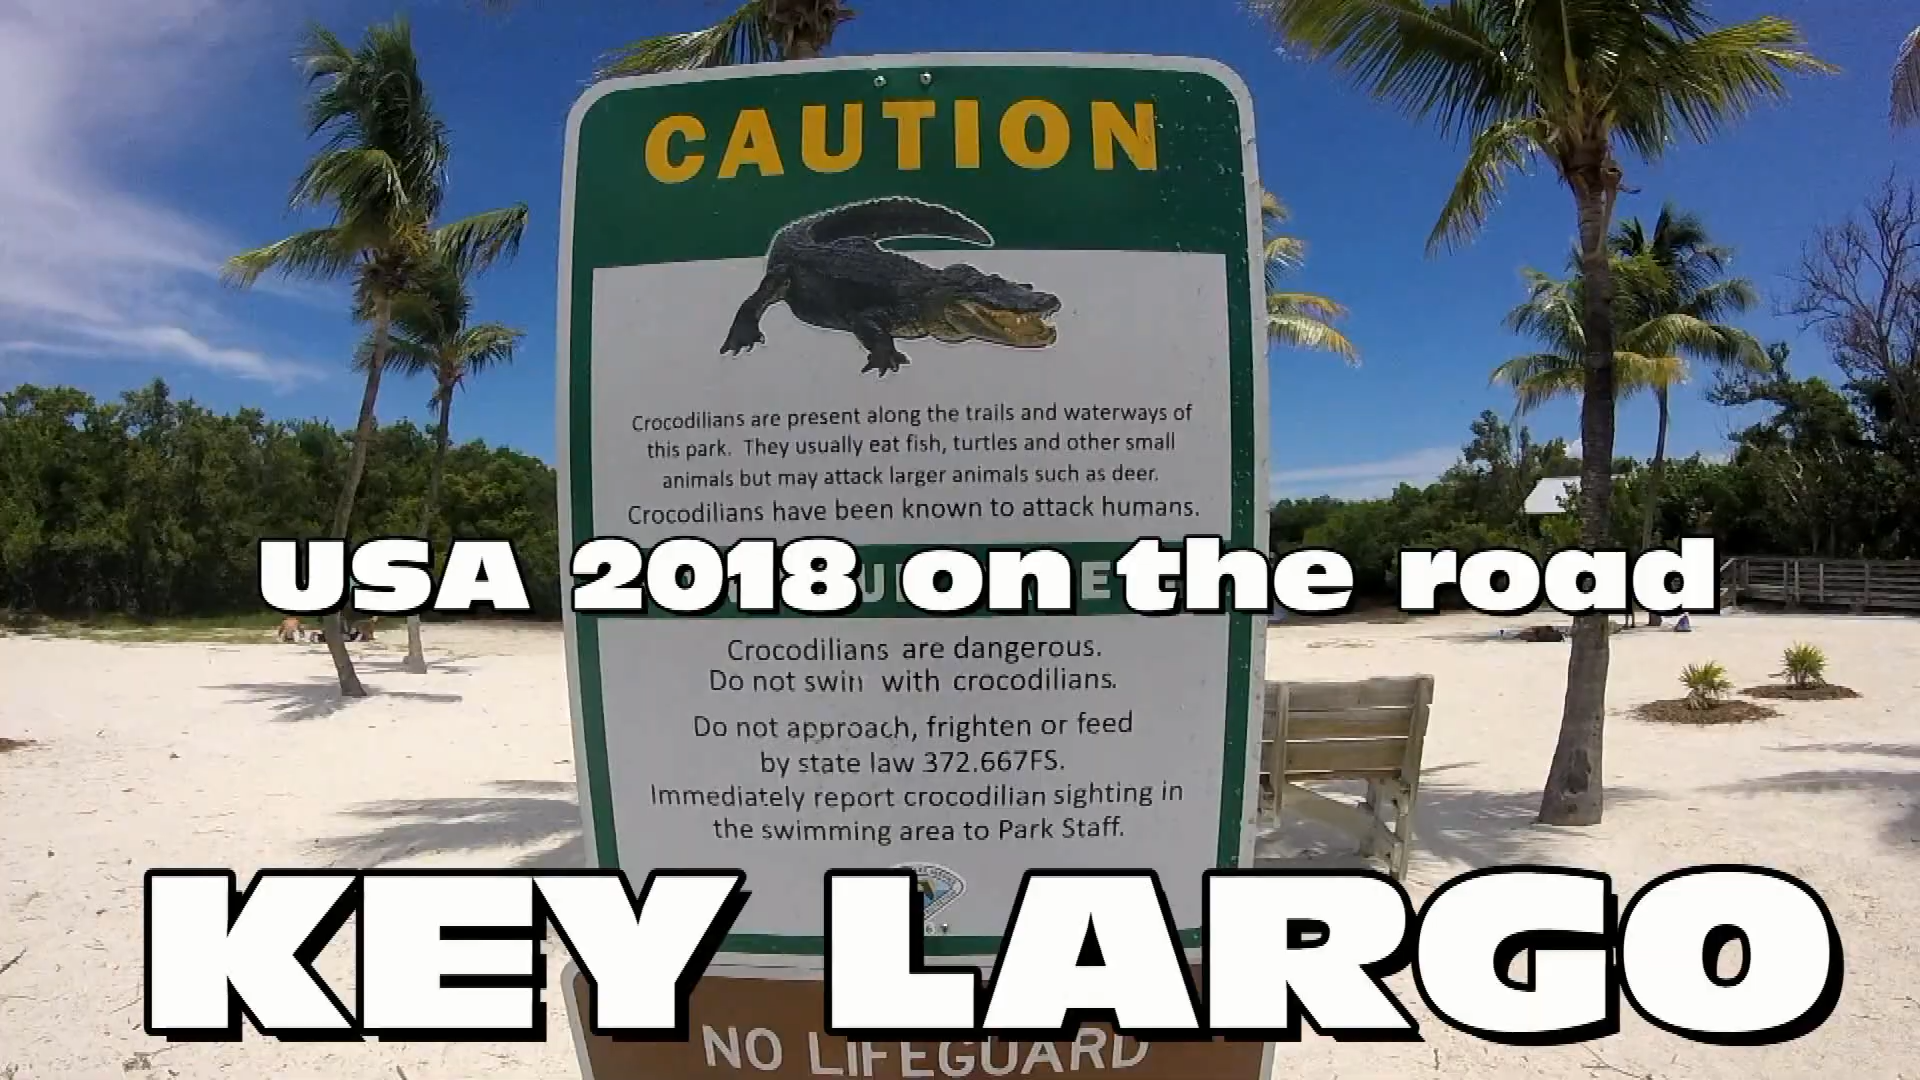 CAUTION
Crocodilians are present along the trails and waterways of
this park. They usually eat fish, turtles and other small
animals but may attack larger animals such as deer.
Crocodilians have been known to attack humans.
USA 2018 on the road
Crocodilians are dangerous.
Do not swim with crocodilians.
Do not approach, frighten or feed
by state law 372.667FS.
Immediately report crocodilian sighting in
the swimming area to Park Staff.
KEY LARGO
NO LIFEGUARD